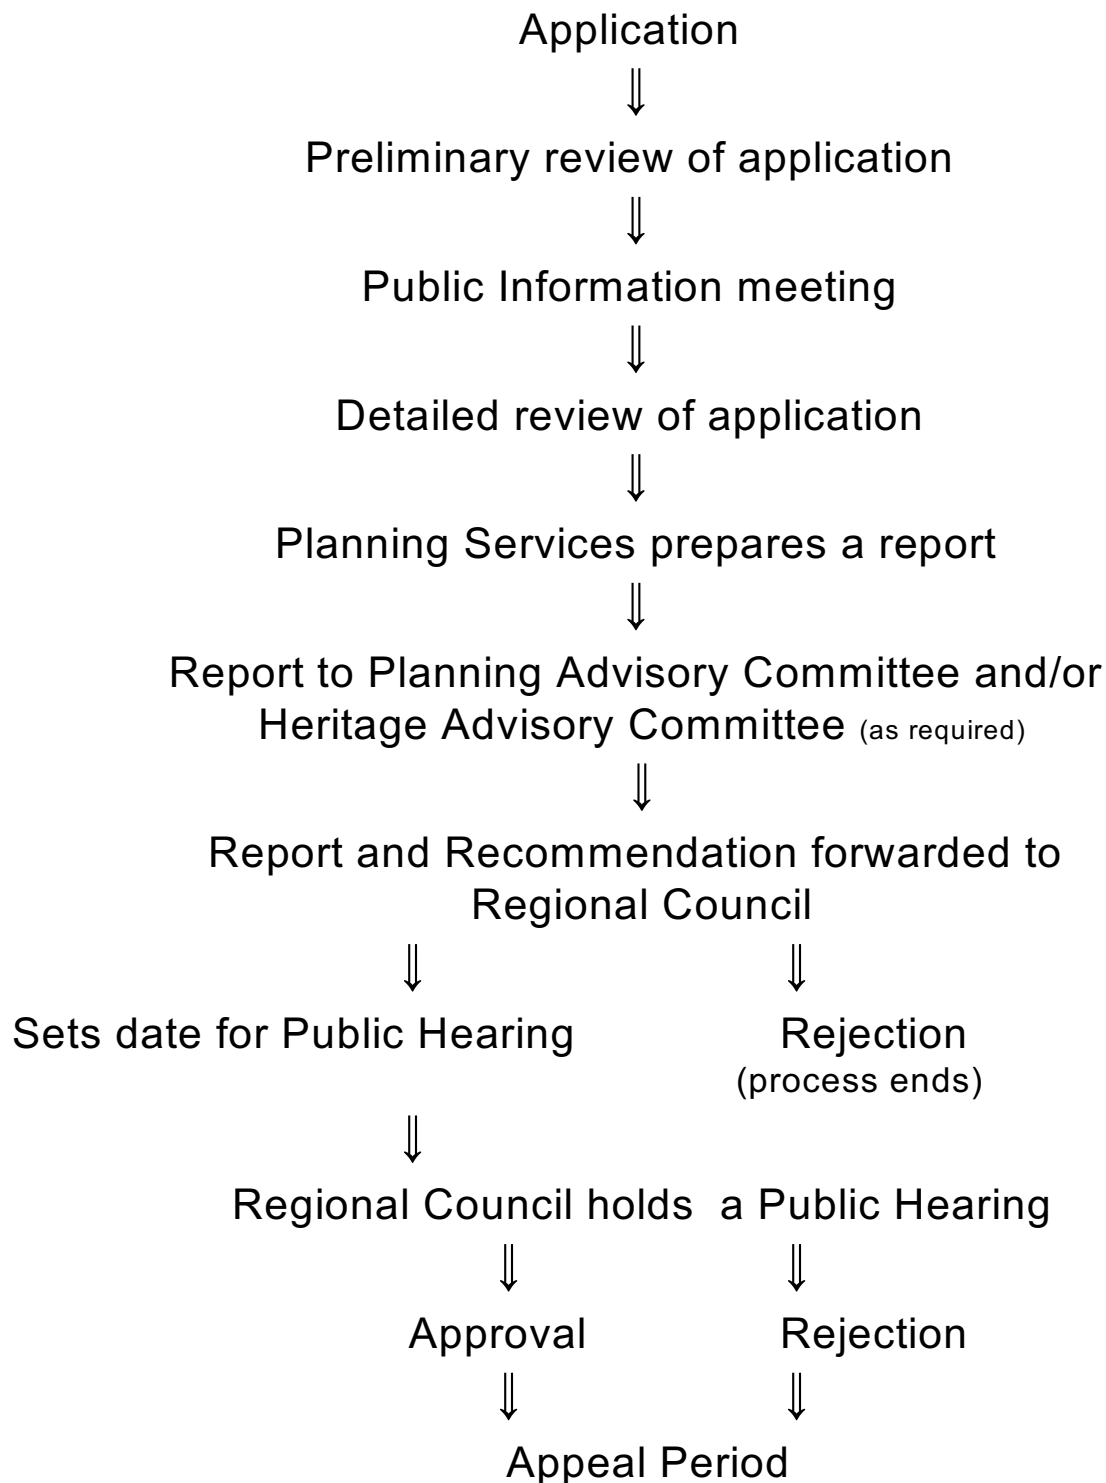 Application
⇓
Preliminary review of application
⇓
Public Information meeting
⇓
Detailed review of application
⇓
Planning Services prepares a report
⇓
Report to Planning Advisory Committee and/or
Heritage Advisory Committee (as required)
⇓
Report and Recommendation forwarded to
Regional Council
⇓ ⇓
Sets date for Public Hearing Rejection
(process ends)
⇓
Regional Council holds a Public Hearing
⇓ ⇓
Approval Rejection
⇓ ⇓
Appeal Period